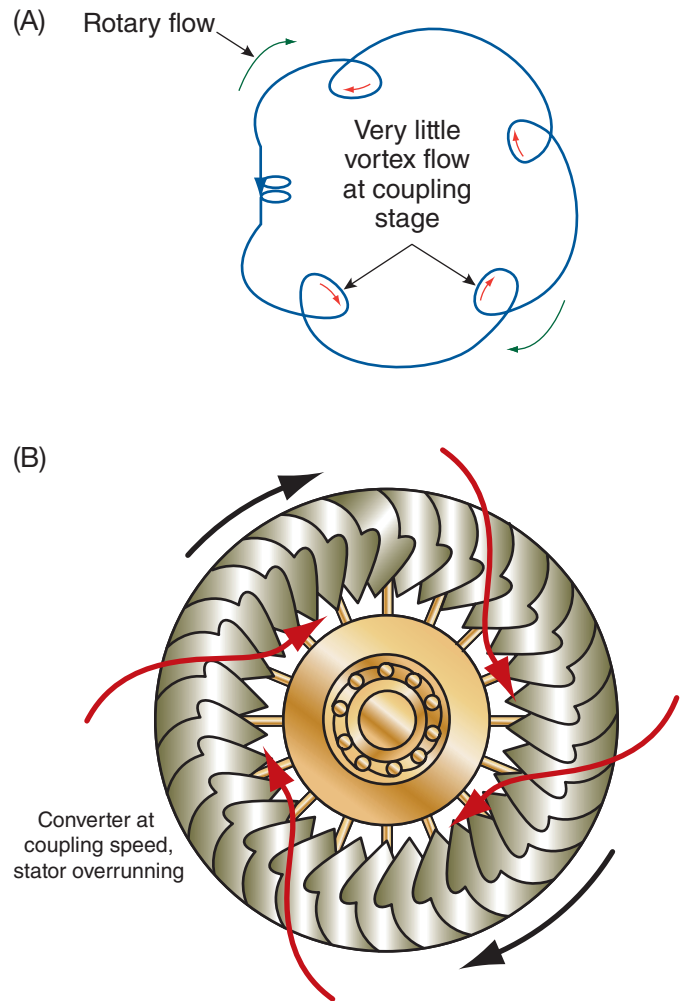 (A)
Rotary flow
Very little
vortex flow
at coupling
stage
(B)
Converter at
coupling speed,
stator overrunning